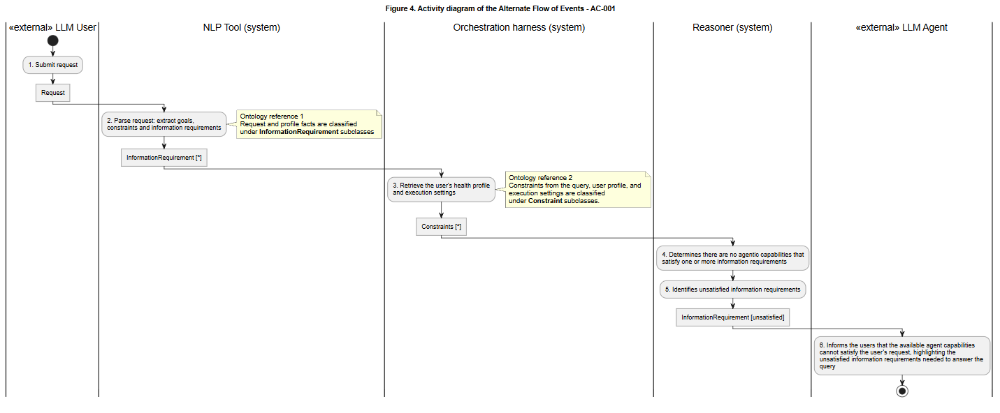 Figure 4. Activity diagram of the Alternate Flow of Events - AC-001
«external» LLM User
NLP Tool (system)
Orchestration harness (system)
Reasoner (system)
«external» LLM Agent
1. Submit request
Request
2. Parse request: extract goals,
constraints and information requirements
Ontology reference 1
Request and profile facts are classified
under InformationRequirement subclasses
InformationRequirement [*]
3. Retrieve the user's health profile
and execution settings
Ontology reference 2
Constraints from the query, user profile, and
execution settings are classified
under Constraint subclasses.
Constraints [*]
4. Determines there are no agentic capabilities that
satisfy one or more information requirements
5. Identifies unsatisfied information requirements
InformationRequirement [unsatisfied]
6. Informs the users that the available agent capabilities
cannot satisfy the user's request, highlighting the
unsatisfied information requirements needed to answer the
query